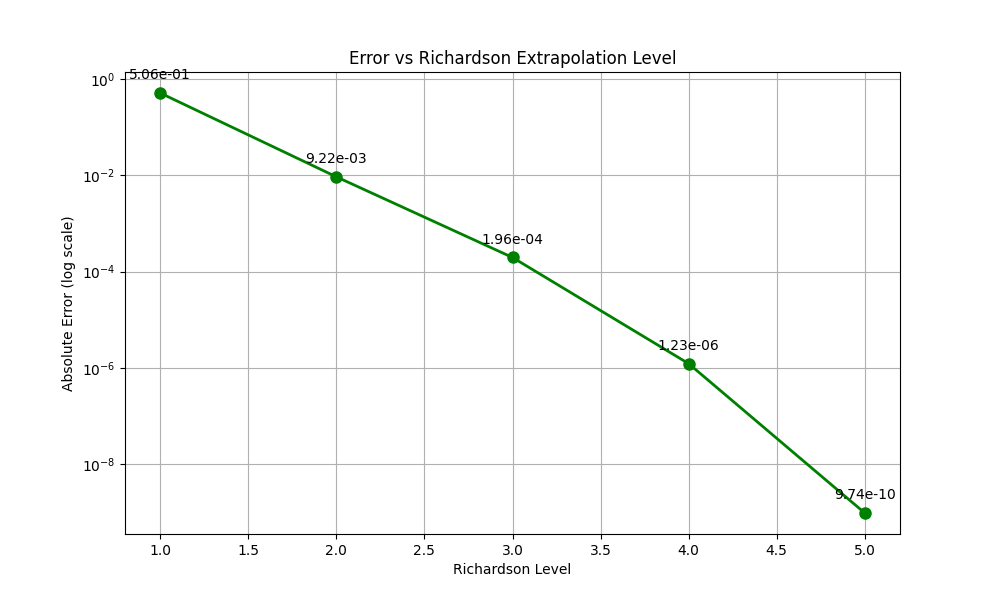 Error vs Richardson Extrapolation Level
5.06e-01
9.22e-03
1.96e-04
1.23e-06
9.74e-10
10⁰
10⁻²
10⁻⁴
10⁻⁶
10⁻⁸
Absolute Error (log scale)
1.0 1.5 2.0 2.5 3.0 3.5 4.0 4.5 5.0
Richardson Level